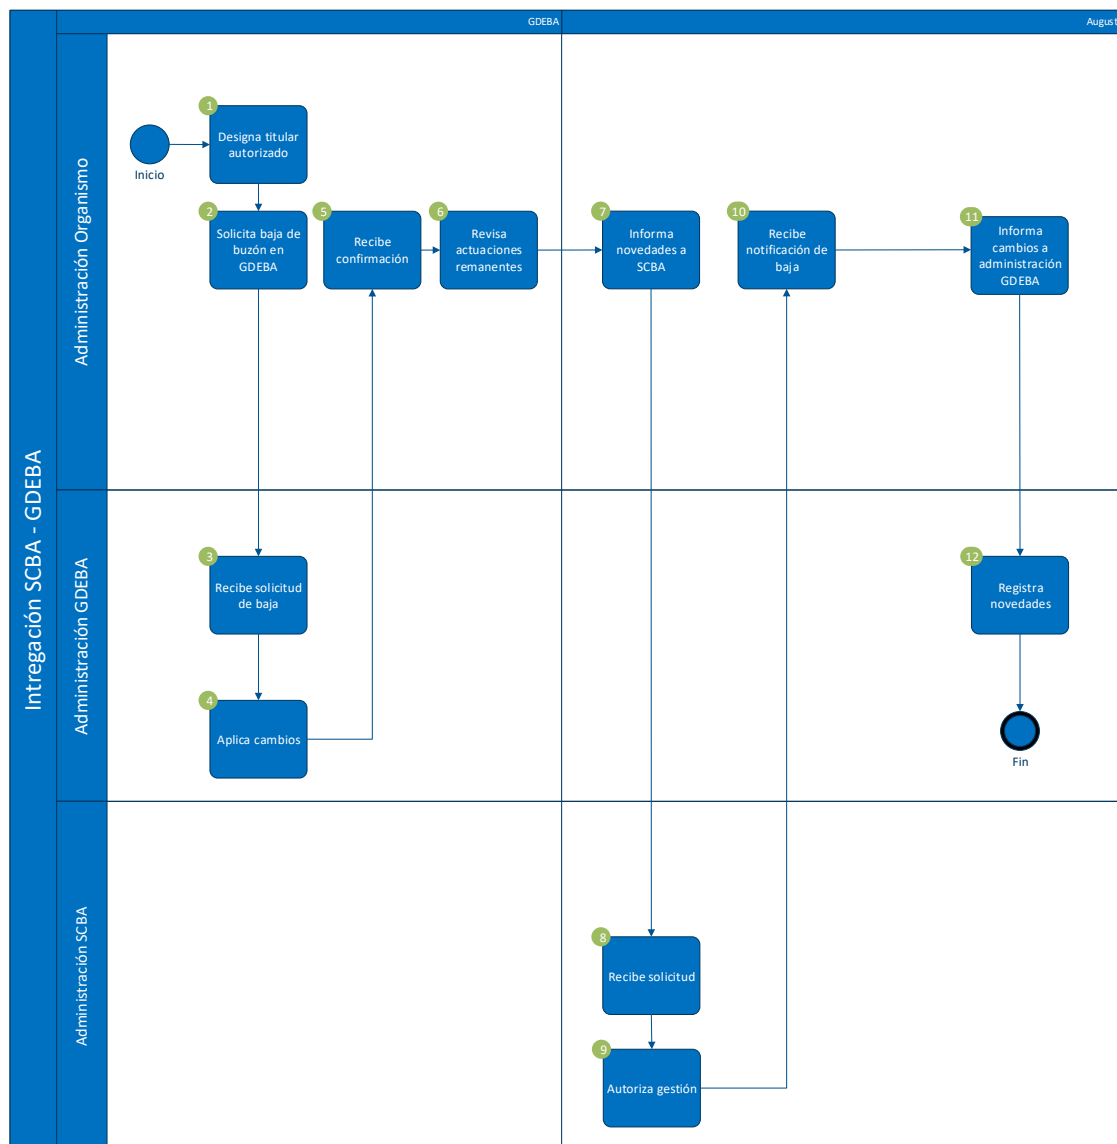 Intregación SCBA - GDEBA
GDEBA
August
Administración Organismo
Inicio
1
Designa titular
autorizado
2
Solicita baja de
buzón en
GDEBA
5
Recibe
confirmación
6
Revisa
actuaciones
remanentes
7
Informa
novedades a
SCBA
10
Recibe
notificación de
baja
11
Informa
cambios a
administración
GDEBA
Administración GDEBA
3
Recibe solicitud
de baja
4
Aplica cambios
12
Registra
novedades
Fin
Administración SCBA
8
Recibe solicitud
9
Autoriza gestión